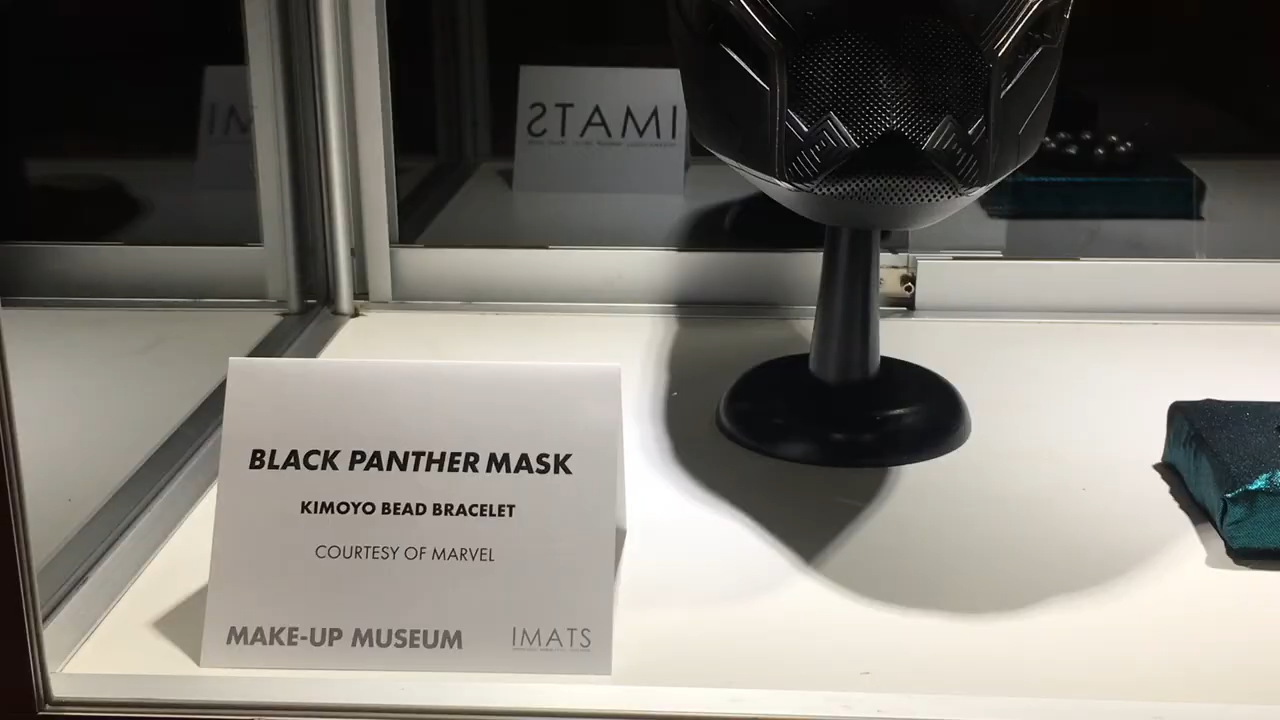 IMATS
BLACK PANTHER MASK
KIMOYO BEAD BRACELET
COURTESY OF MARVEL
MAKE-UP MUSEUM
IMATS